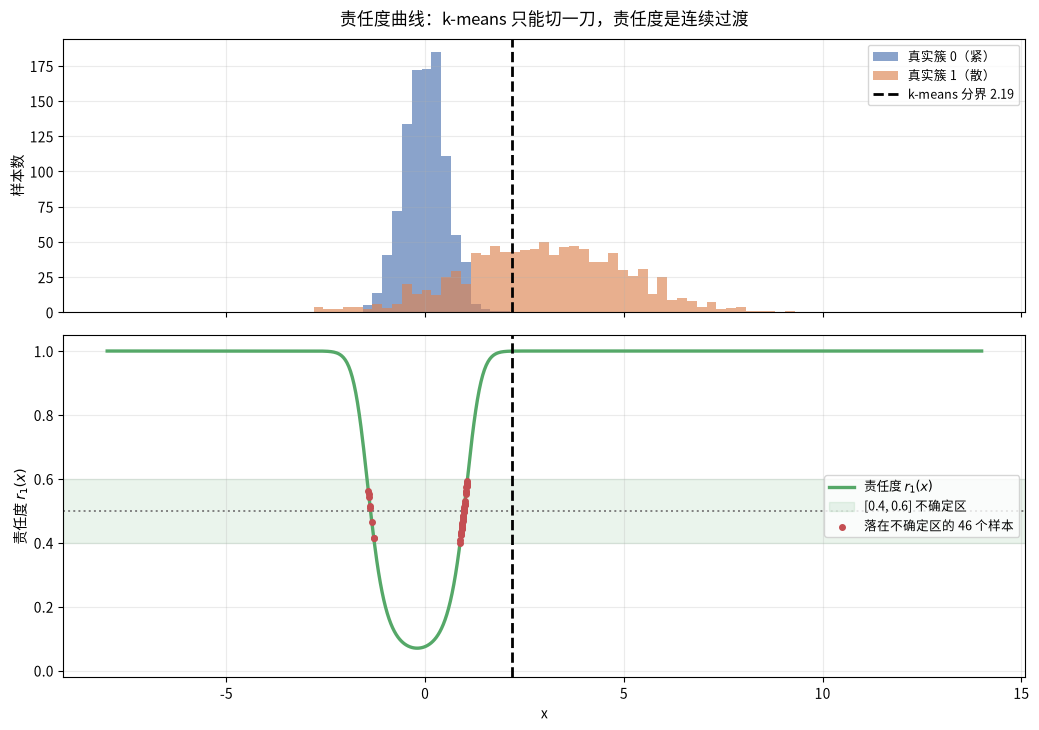 责任度曲线：k-means 只能切一刀，责任度是连续过渡
样本数
175
150
125
100
75
50
25
0
真实簇 0（紧）
真实簇 1（散）
k-means 分界 2.19
责任度 r₁(x)
1.0
0.8
0.6
0.4
0.2
0.0
责任度 r₁(x)
[0.4, 0.6] 不确定区
落在不确定区的 46 个样本
-5
0
5
10
15
x